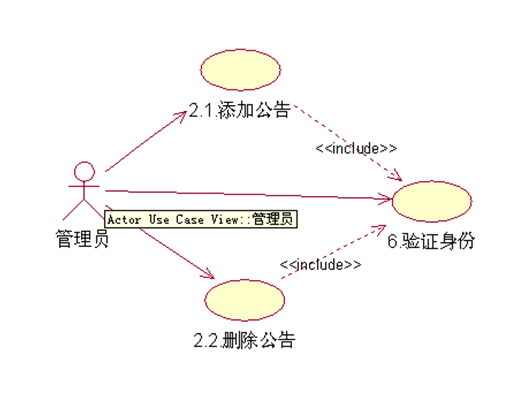 2.1.添加公告
<<include>>
Actor Use Case View::管理员
管理员
6.验证身份
<<include>>
2.2.删除公告